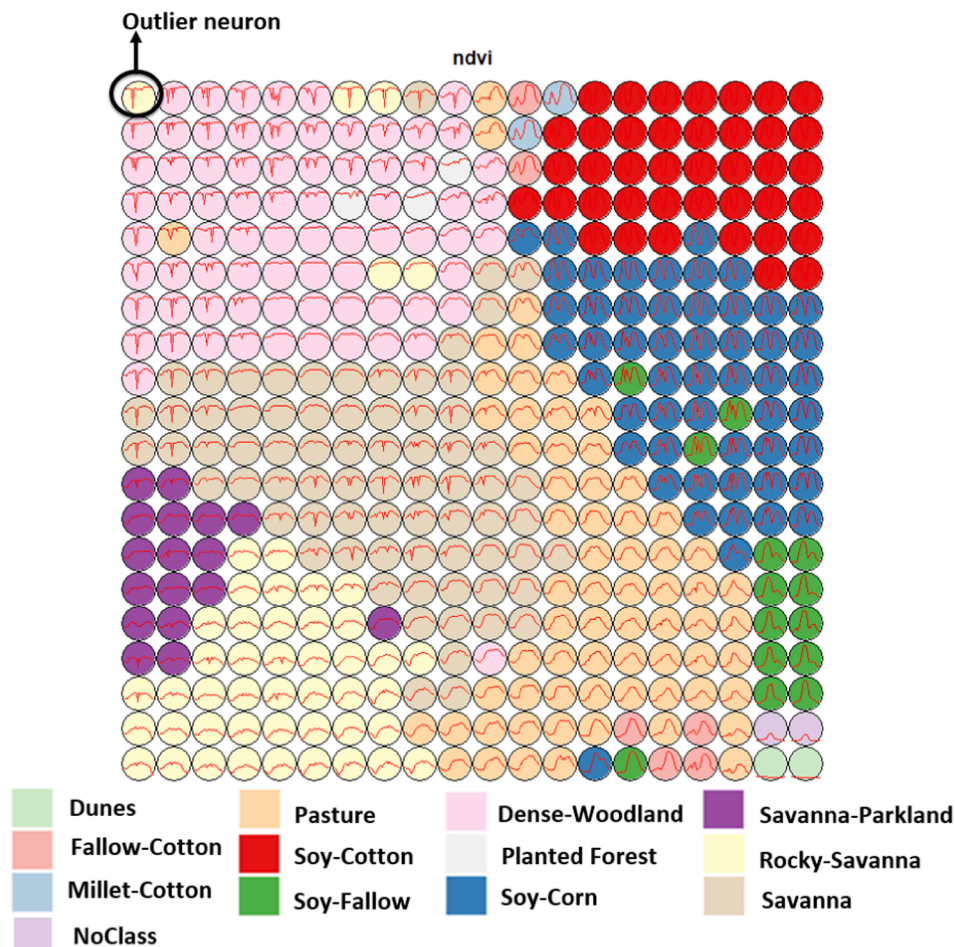 Outlier neuron
ndvi
Dunes
Pasture
Dense-Woodland
Savanna-Parkland
Fallow-Cotton
Soy-Cotton
Planted Forest
Rocky-Savanna
Millet-Cotton
Soy-Fallow
Soy-Corn
Savanna
NoClass